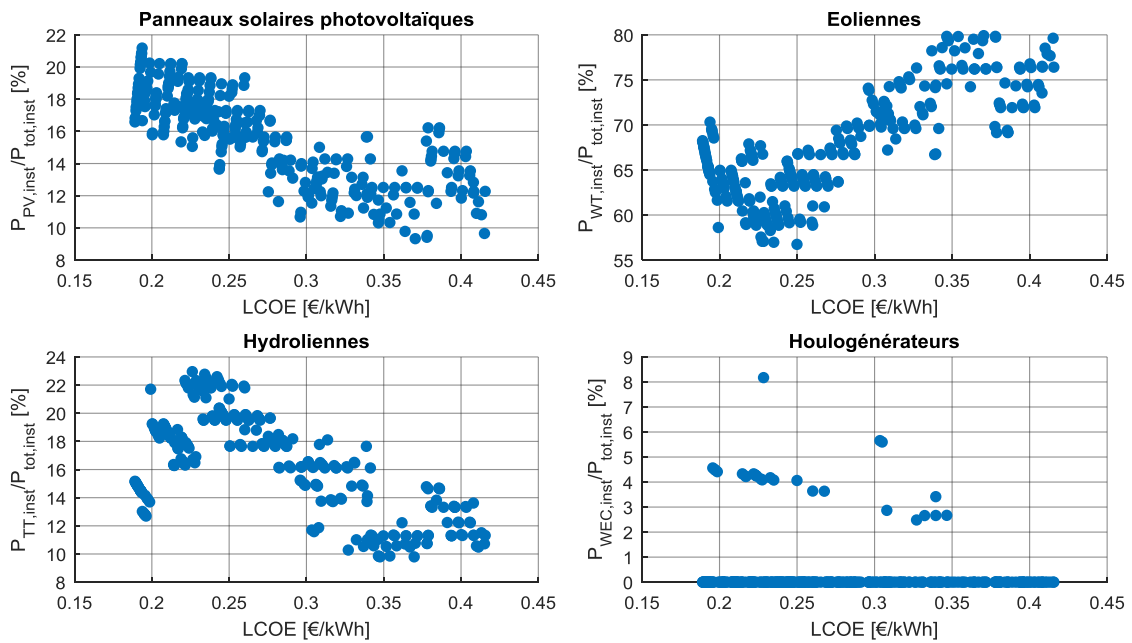 Panneaux solaires photovoltaïques
P_PV,inst/P_tot,inst [%]
22
20
18
16
14
12
10
8
0.15 0.2 0.25 0.3 0.35 0.4 0.45
LCOE [€/kWh]
Eoliennes
P_WT,inst/P_tot,inst [%]
80
75
70
65
60
55
0.15 0.2 0.25 0.3 0.35 0.4 0.45
LCOE [€/kWh]
Hydroliennes
P_TT,inst/P_tot,inst [%]
24
22
20
18
16
14
12
10
8
0.15 0.2 0.25 0.3 0.35 0.4 0.45
LCOE [€/kWh]
Houlogénérateurs
P_WEC,inst/P_tot,inst [%]
9
8
7
6
5
4
3
2
1
0
0.15 0.2 0.25 0.3 0.35 0.4 0.45
LCOE [€/kWh]